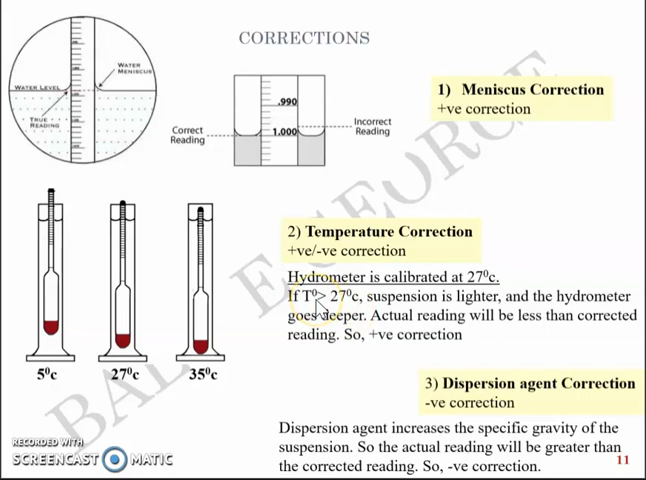 CORRECTIONS
WATER MENISCUS
WATER LEVEL
TRUE READING
Correct Reading
.990
1.000
Incorrect Reading
1) Meniscus Correction
+ve correction
2) Temperature Correction
+ve/-ve correction
Hydrometer is calibrated at 27⁰c.
If T⁰> 27⁰c, suspension is lighter, and the hydrometer
goes deeper. Actual reading will be less than corrected
reading. So, +ve correction
5⁰c 27⁰c 35⁰c
3) Dispersion agent Correction
-ve correction
Dispersion agent increases the specific gravity of the
suspension. So the actual reading will be greater than
the corrected reading. So, -ve correction.
RECORDED WITH
SCREENCAST MATIC
11